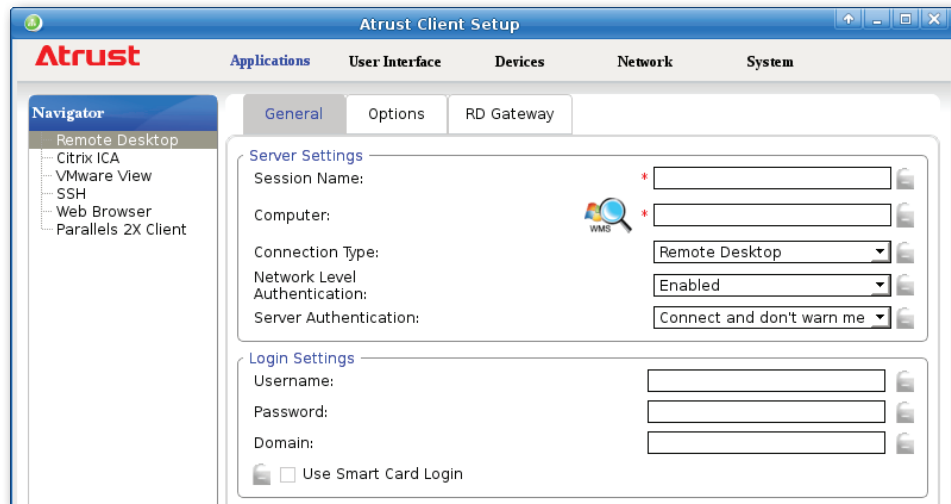 Atrust Client Setup
Atrust
Applications User Interface Devices Network System
Navigator
Remote Desktop
Citrix ICA
VMware View
SSH
Web Browser
Parallels 2X Client
General Options RD Gateway
Server Settings
Session Name: *
Computer: WMS *
Connection Type: Remote Desktop
Network Level
Authentication: Enabled
Server Authentication: Connect and don't warn me
Login Settings
Username:
Password:
Domain:
Use Smart Card Login